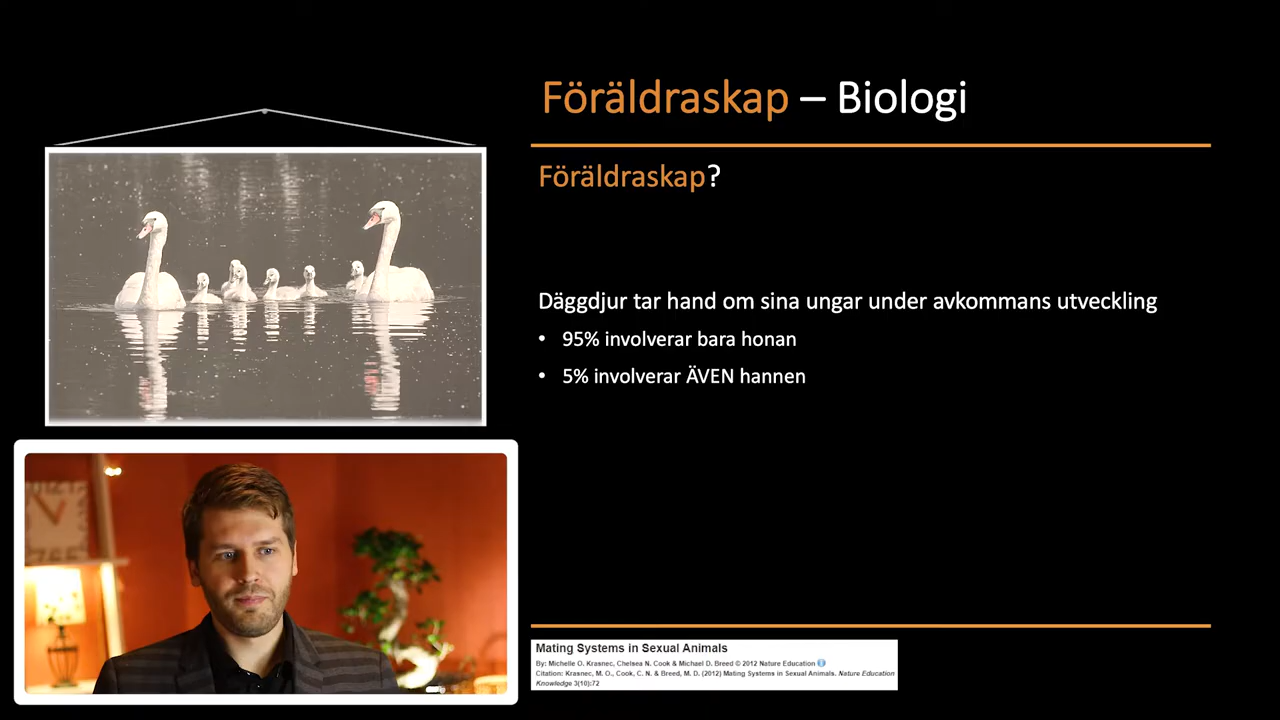 Föräldraskap – Biologi
Föräldraskap?
Däggdjur tar hand om sina ungar under avkommans utveckling
• 95% involverar bara honan
• 5% involverar ÄVEN hannen
Mating Systems in Sexual Animals
By: Michelle O. Krasnec, Chelsea N. Cook & Michael D. Breed © 2012 Nature Education
Citation: Krasnec, M. O., Cook, C. N. & Breed, M. D. (2012) Mating Systems in Sexual Animals. Nature Education
Knowledge 3(10):72